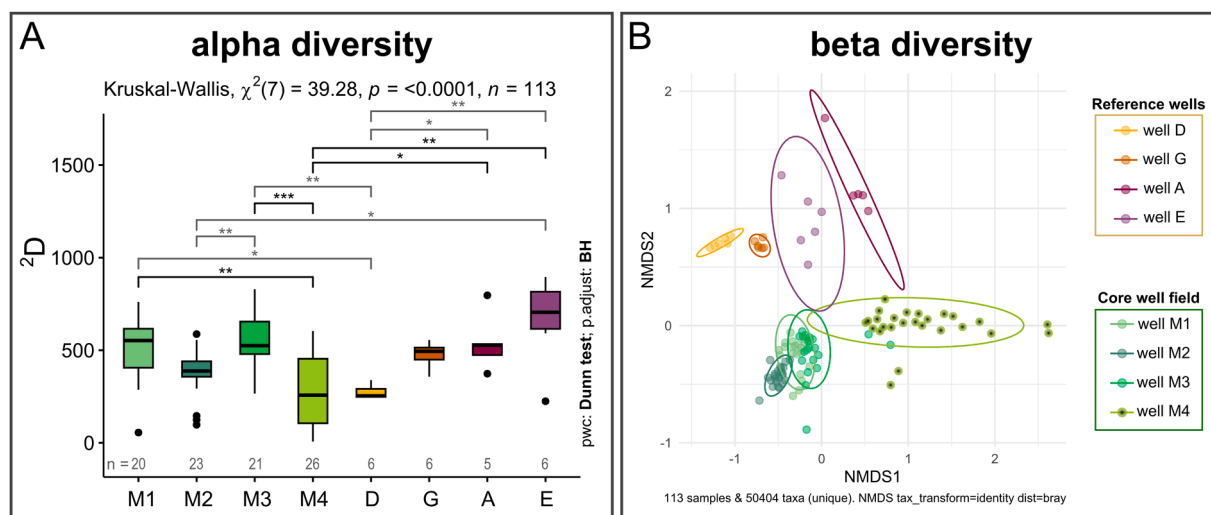 A
alpha diversity
Kruskal-Wallis, χ²(7) = 39.28, p = <0.0001, n = 113
**
*
**
*
**
***
*
**
*
**
1500
1000
500
0
²D
n = 20 23 21 26 6 6 5 6
M1 M2 M3 M4 D G A E
pwc: Dunn test; p.adjust: BH
B
beta diversity
2
1
0
-1
NMDS2
-1 0 1 2
NMDS1
113 samples & 50404 taxa (unique). NMDS tax_transform=identity dist=bray
Reference wells
well D
well G
well A
well E
Core well field
well M1
well M2
well M3
well M4